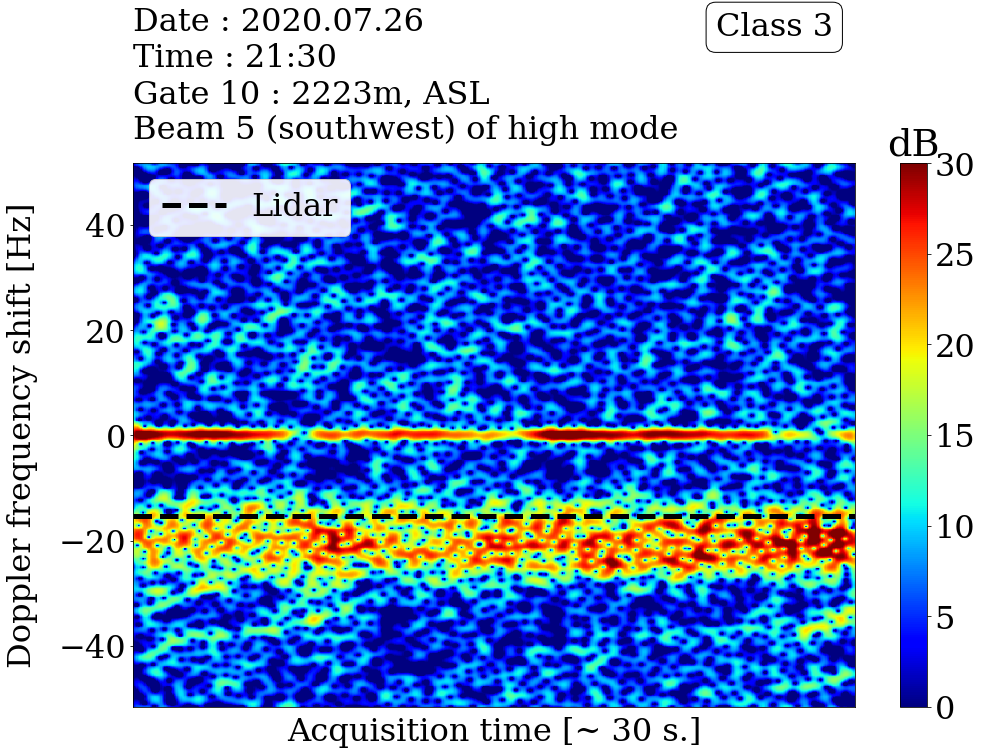 Date : 2020.07.26
Time : 21:30
Gate 10 : 2223m, ASL
Beam 5 (southwest) of high mode
Class 3
dB
Lidar
Doppler frequency shift [Hz]
40
20
0
−20
−40
30
25
20
15
10
5
0
Acquisition time [~ 30 s.]